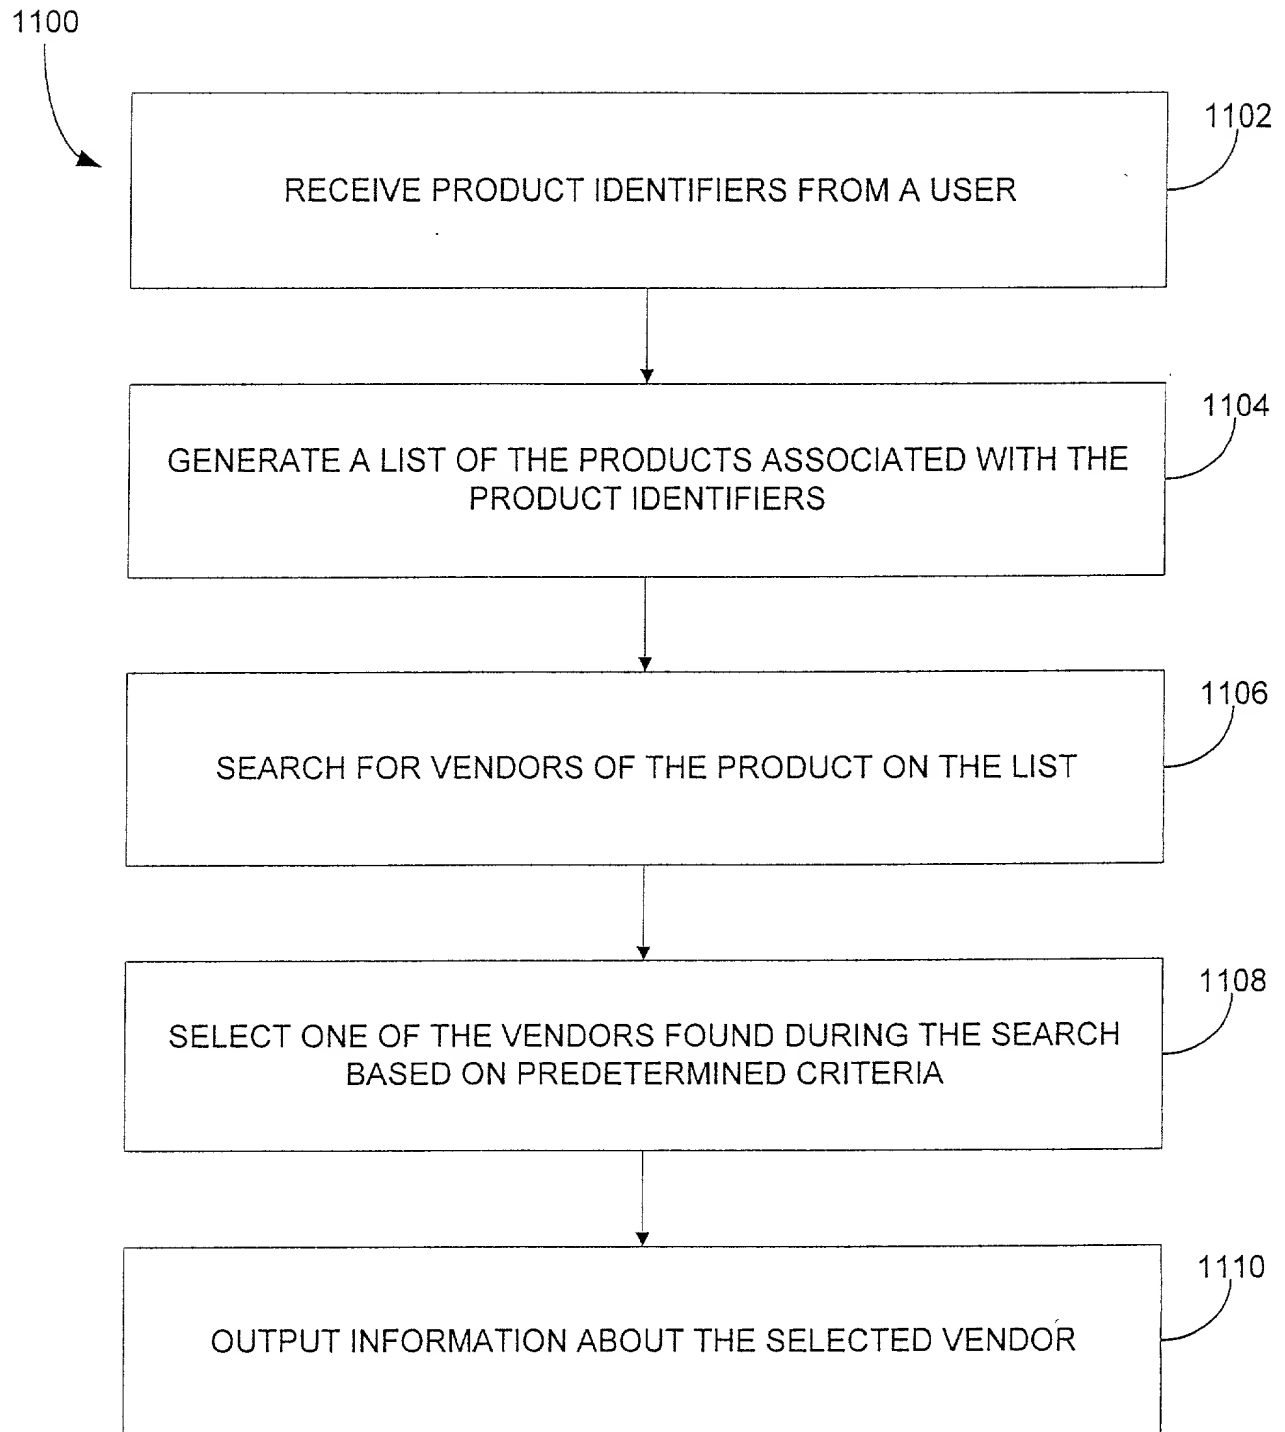 1100
1102
RECEIVE PRODUCT IDENTIFIERS FROM A USER
1104
GENERATE A LIST OF THE PRODUCTS ASSOCIATED WITH THE
PRODUCT IDENTIFIERS
1106
SEARCH FOR VENDORS OF THE PRODUCT ON THE LIST
1108
SELECT ONE OF THE VENDORS FOUND DURING THE SEARCH
BASED ON PREDETERMINED CRITERIA
1110
OUTPUT INFORMATION ABOUT THE SELECTED VENDOR